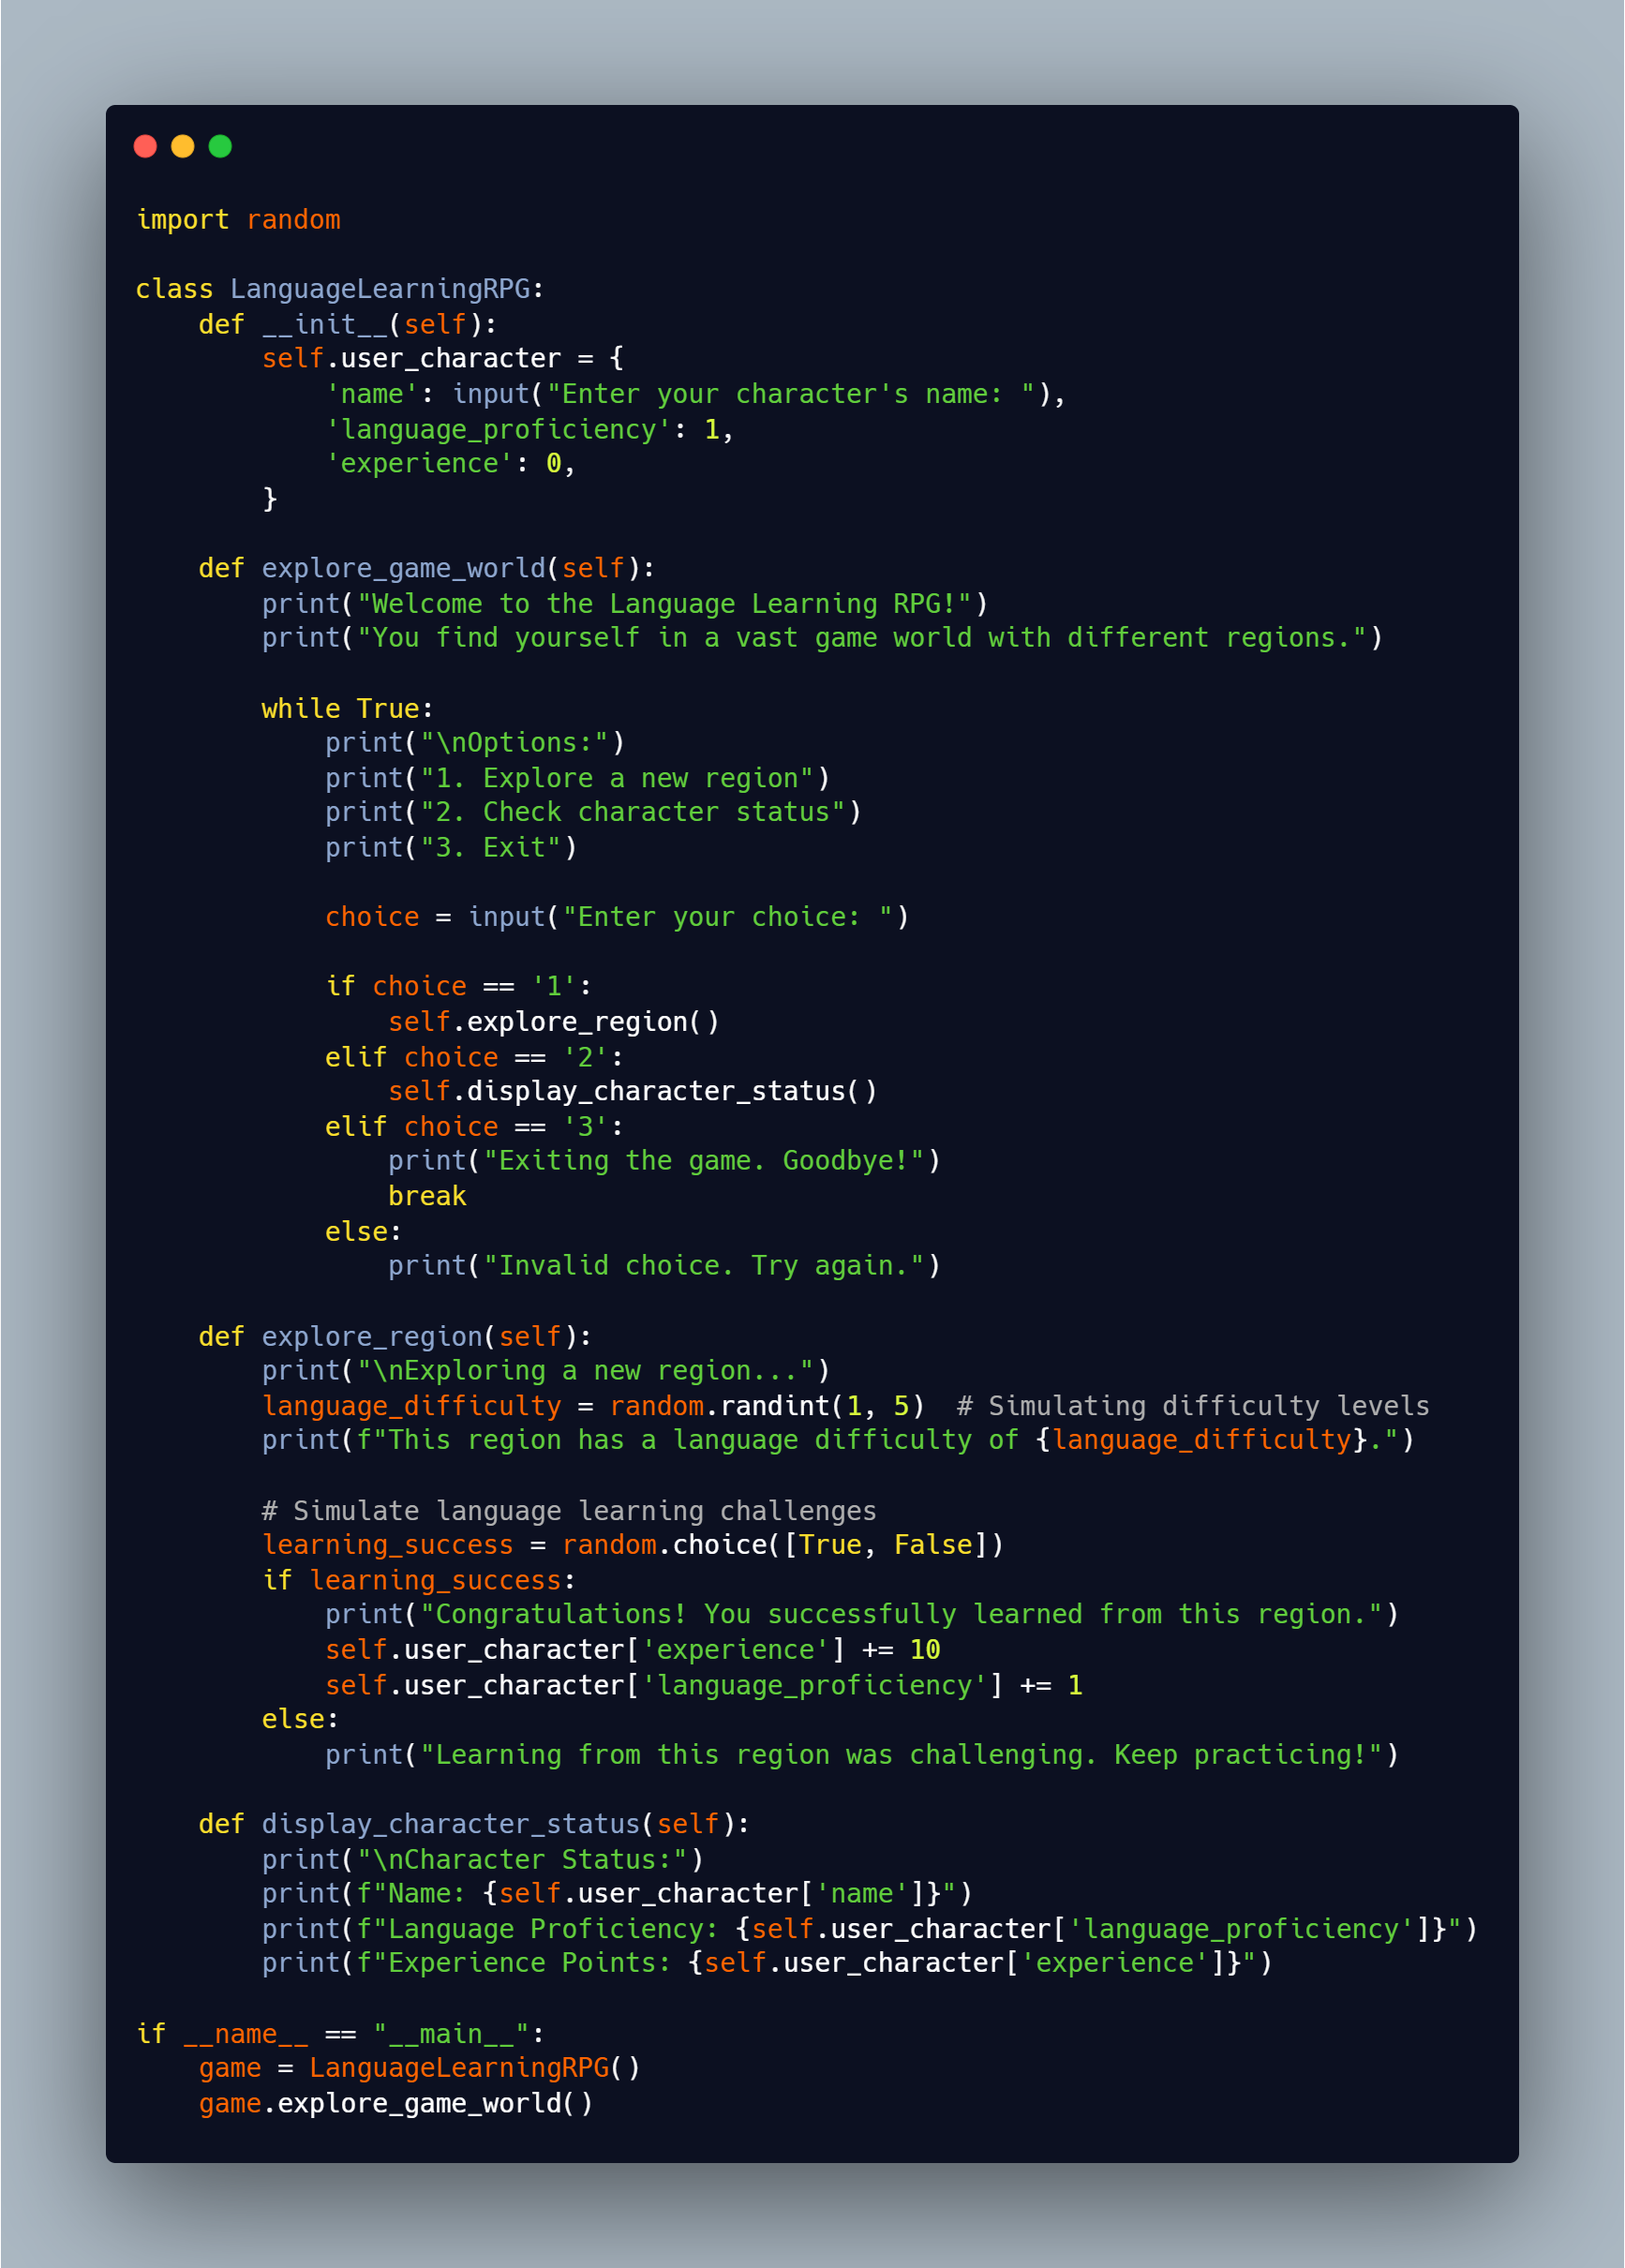 import random

class LanguageLearningRPG:
    def __init__(self):
        self.user_character = {
            'name': input("Enter your character's name: "),
            'language_proficiency': 1,
            'experience': 0,
        }

    def explore_game_world(self):
        print("Welcome to the Language Learning RPG!")
        print("You find yourself in a vast game world with different regions.")

        while True:
            print("\nOptions:")
            print("1. Explore a new region")
            print("2. Check character status")
            print("3. Exit")

            choice = input("Enter your choice: ")

            if choice == '1':
                self.explore_region()
            elif choice == '2':
                self.display_character_status()
            elif choice == '3':
                print("Exiting the game. Goodbye!")
                break
            else:
                print("Invalid choice. Try again.")

    def explore_region(self):
        print("\nExploring a new region...")
        language_difficulty = random.randint(1, 5)  # Simulating difficulty levels
        print(f"This region has a language difficulty of {language_difficulty}.")

        # Simulate language learning challenges
        learning_success = random.choice([True, False])
        if learning_success:
            print("Congratulations! You successfully learned from this region.")
            self.user_character['experience'] += 10
            self.user_character['language_proficiency'] += 1
        else:
            print("Learning from this region was challenging. Keep practicing!")

    def display_character_status(self):
        print("\nCharacter Status:")
        print(f"Name: {self.user_character['name']}")
        print(f"Language Proficiency: {self.user_character['language_proficiency']}")
        print(f"Experience Points: {self.user_character['experience']}")

if __name__ == "__main__":
    game = LanguageLearningRPG()
    game.explore_game_world()